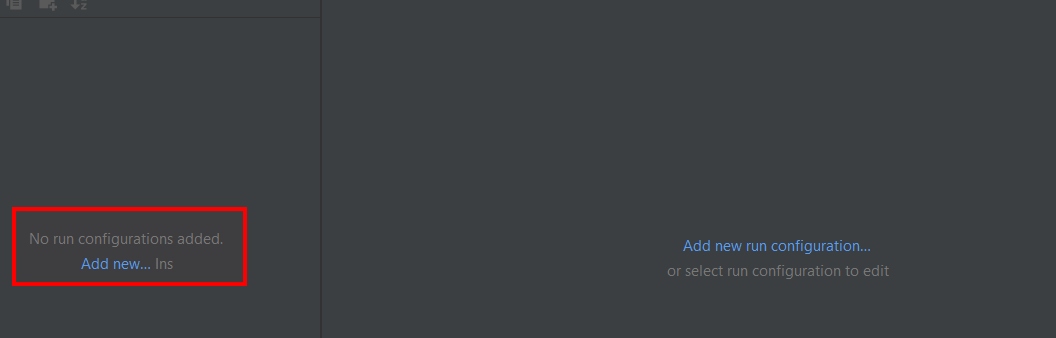 No run configurations added.
Add new... Ins
Add new run configuration...
or select run configuration to edit